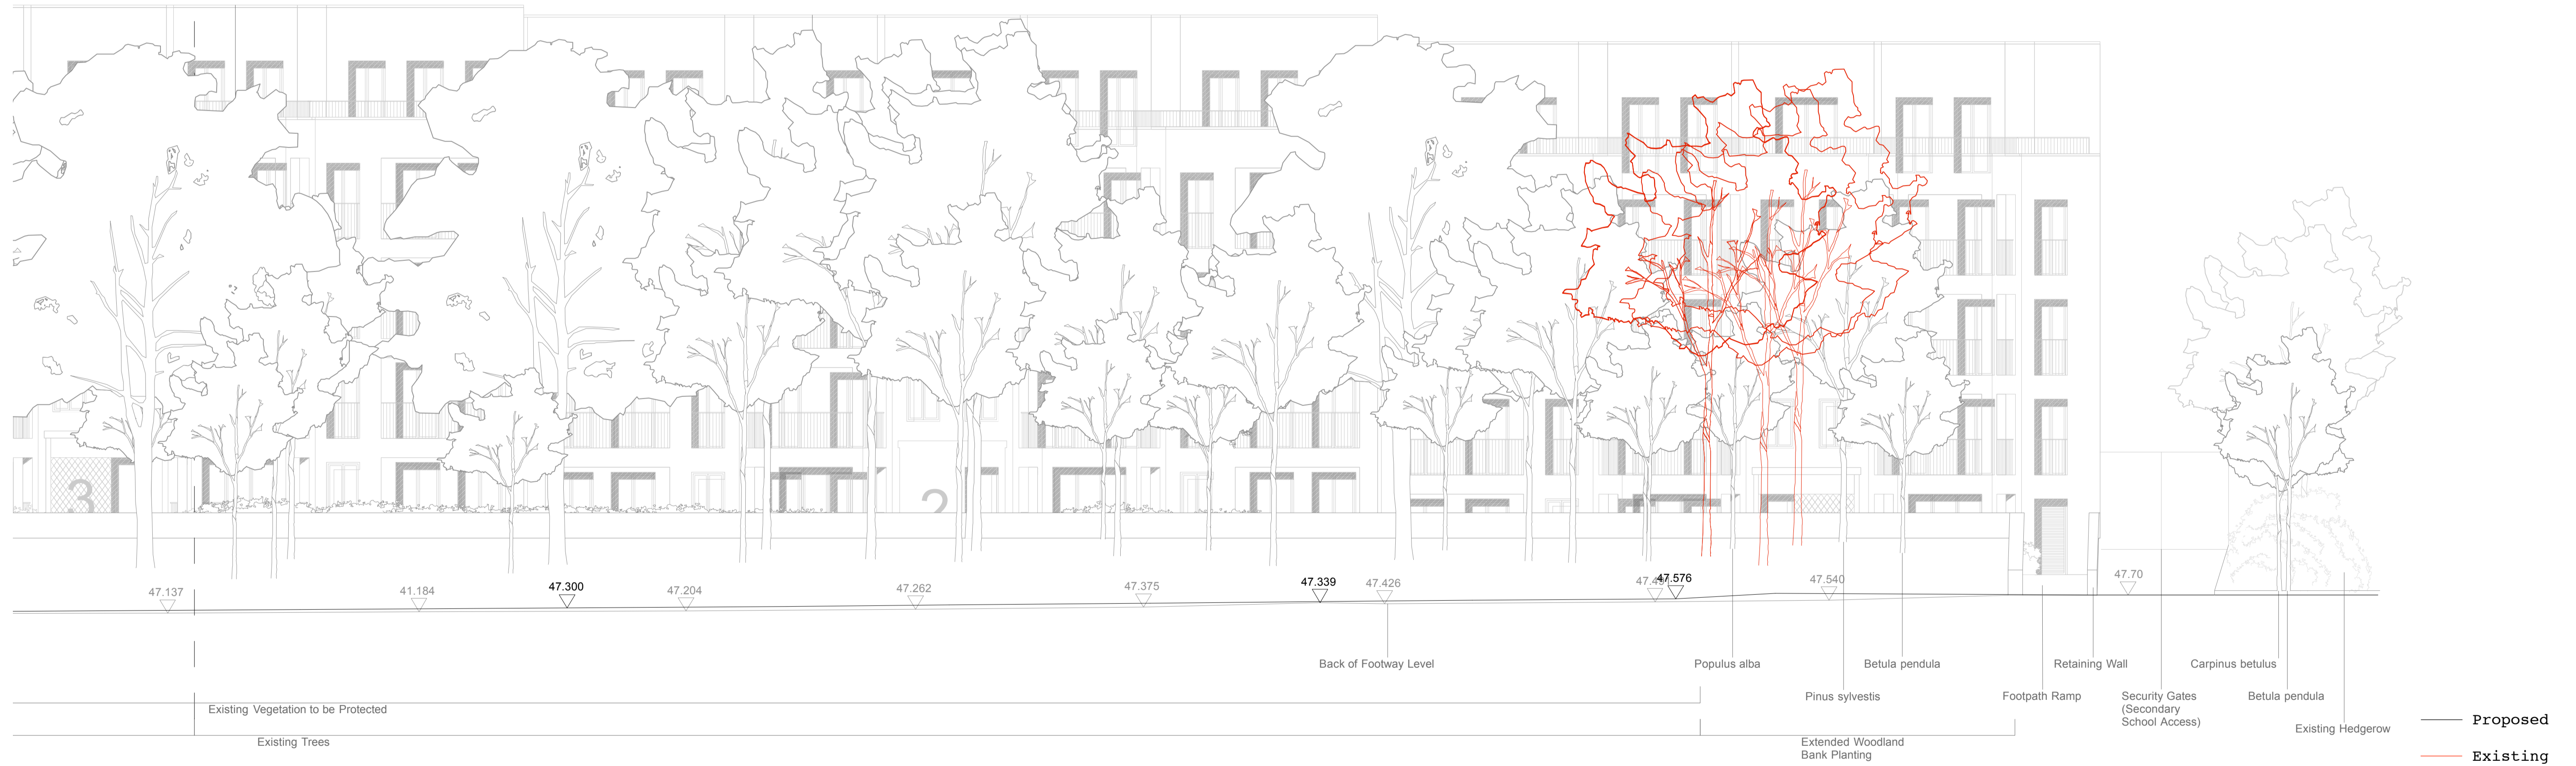 3
2
47.137
41.184
47.300
47.204
47.262
47.375
47.339
47.426
47.576
47.540
47.70
Back of Footway Level
Populus alba
Betula pendula
Retaining Wall
Carpinus betulus
Existing Vegetation to be Protected
Pinus sylvestis
Footpath Ramp
Security Gates
(Secondary
School Access)
Betula pendula
Existing Hedgerow
Existing Trees
Extended Woodland
Bank Planting
Proposed
Existing